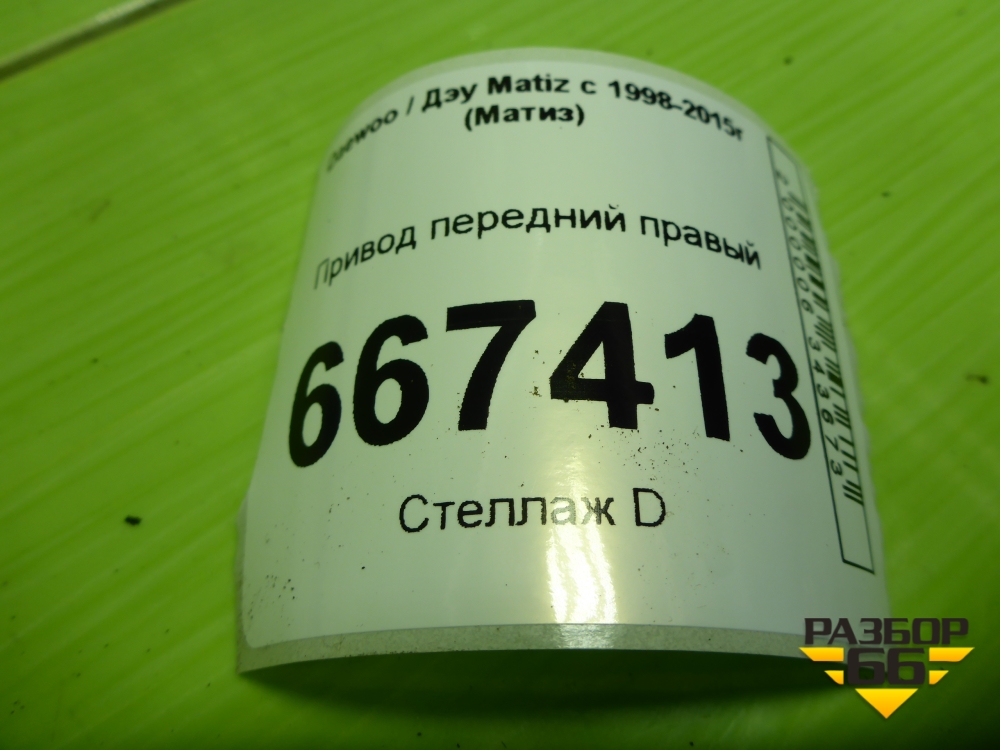 Daewoo / Дэу Matiz с 1998-2015г
(Матиз)
Привод передний правый
667413
Стеллаж D
РАЗБОР
66